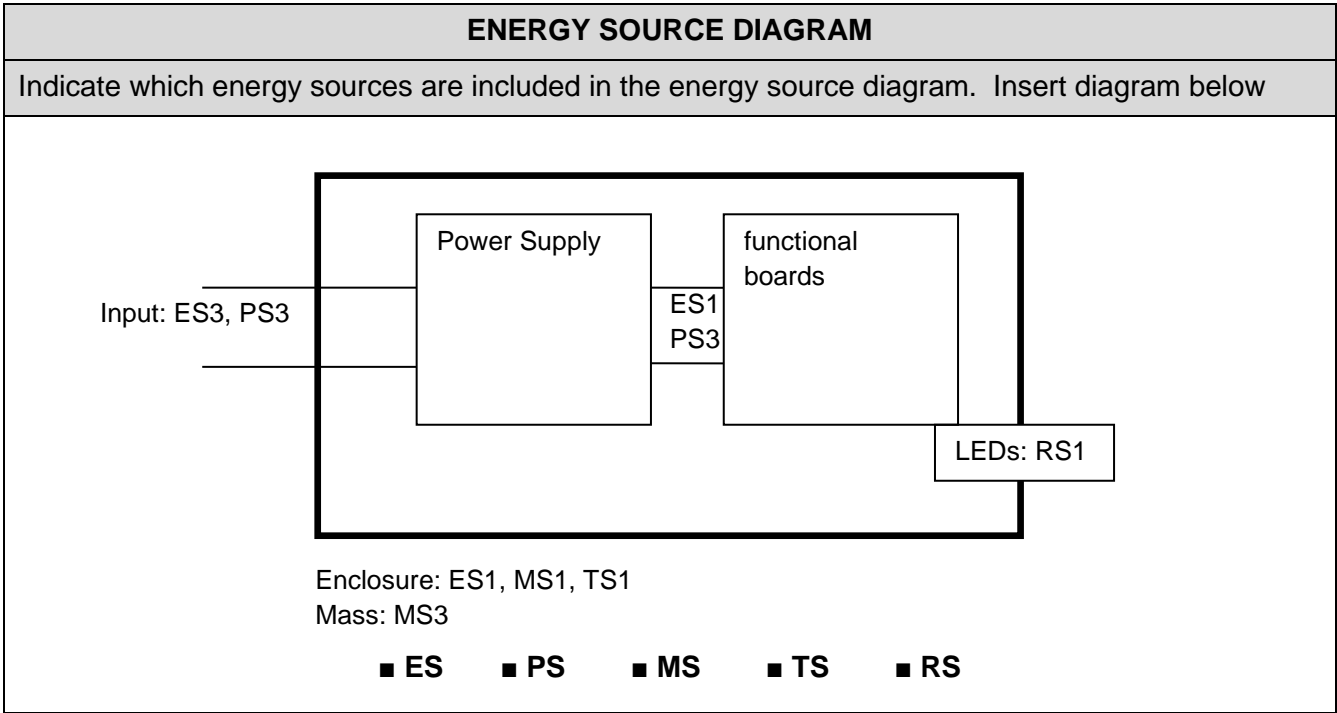 ENERGY SOURCE DIAGRAM
Indicate which energy sources are included in the energy source diagram.  Insert diagram below
Power Supply
functional
boards
Input: ES3, PS3
ES1
PS3
LEDs: RS1
Enclosure: ES1, MS1, TS1
Mass: MS3
■ ES ■ PS ■ MS ■ TS ■ RS